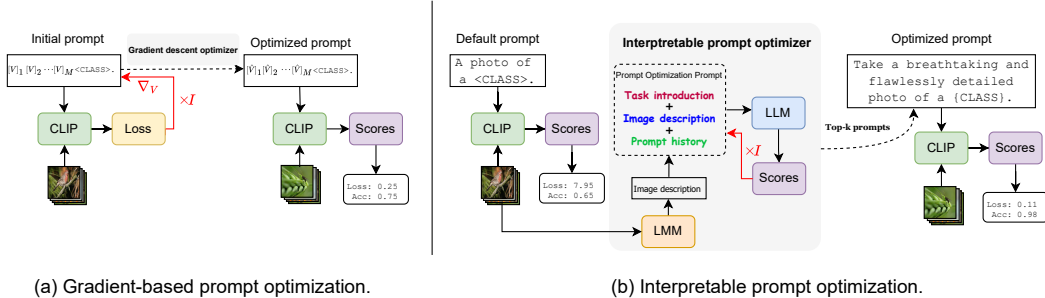 Initial prompt
Gradient descent optimizer
Optimized prompt
[V]₁ [V]₂ ⋯[V]_M <CLASS>.
[V̂]₁[V̂]₂ ⋯[V̂]_M <CLASS>.
∇_V
×I
CLIP
Loss
CLIP
Scores
Loss: 0.25
Acc: 0.75
(a) Gradient-based prompt optimization.
Default prompt
A photo of
a <CLASS>.
CLIP
Scores
Loss: 7.95
Acc: 0.65
Interptretable prompt optimizer
Prompt Optimization Prompt
Task introduction
+
Image description
+
Prompt history
Image description
LMM
LLM
×I
Scores
Top-k prompts
Optimized prompt
Take a breathtaking and
flawlessly detailed
photo of a {CLASS}.
CLIP
Scores
Loss: 0.11
Acc: 0.98
(b) Interpretable prompt optimization.